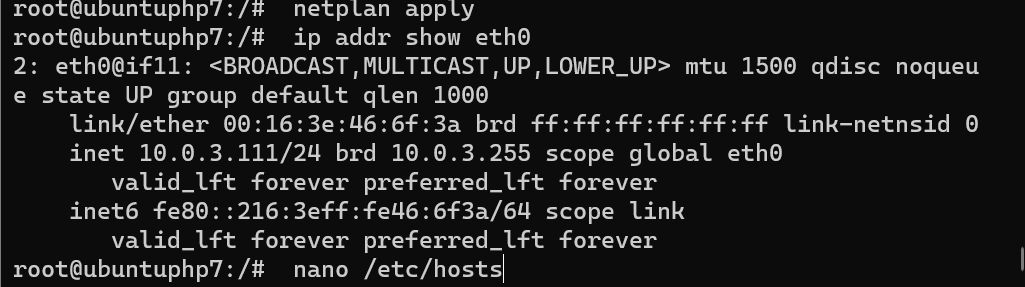 root@ubuntuphp7:/#  netplan apply
root@ubuntuphp7:/#  ip addr show eth0
2: eth0@if11: <BROADCAST,MULTICAST,UP,LOWER_UP> mtu 1500 qdisc noqueu
e state UP group default qlen 1000
    link/ether 00:16:3e:46:6f:3a brd ff:ff:ff:ff:ff:ff link-netnsid 0
    inet 10.0.3.111/24 brd 10.0.3.255 scope global eth0
       valid_lft forever preferred_lft forever
    inet6 fe80::216:3eff:fe46:6f3a/64 scope link
       valid_lft forever preferred_lft forever
root@ubuntuphp7:/#  nano /etc/hosts